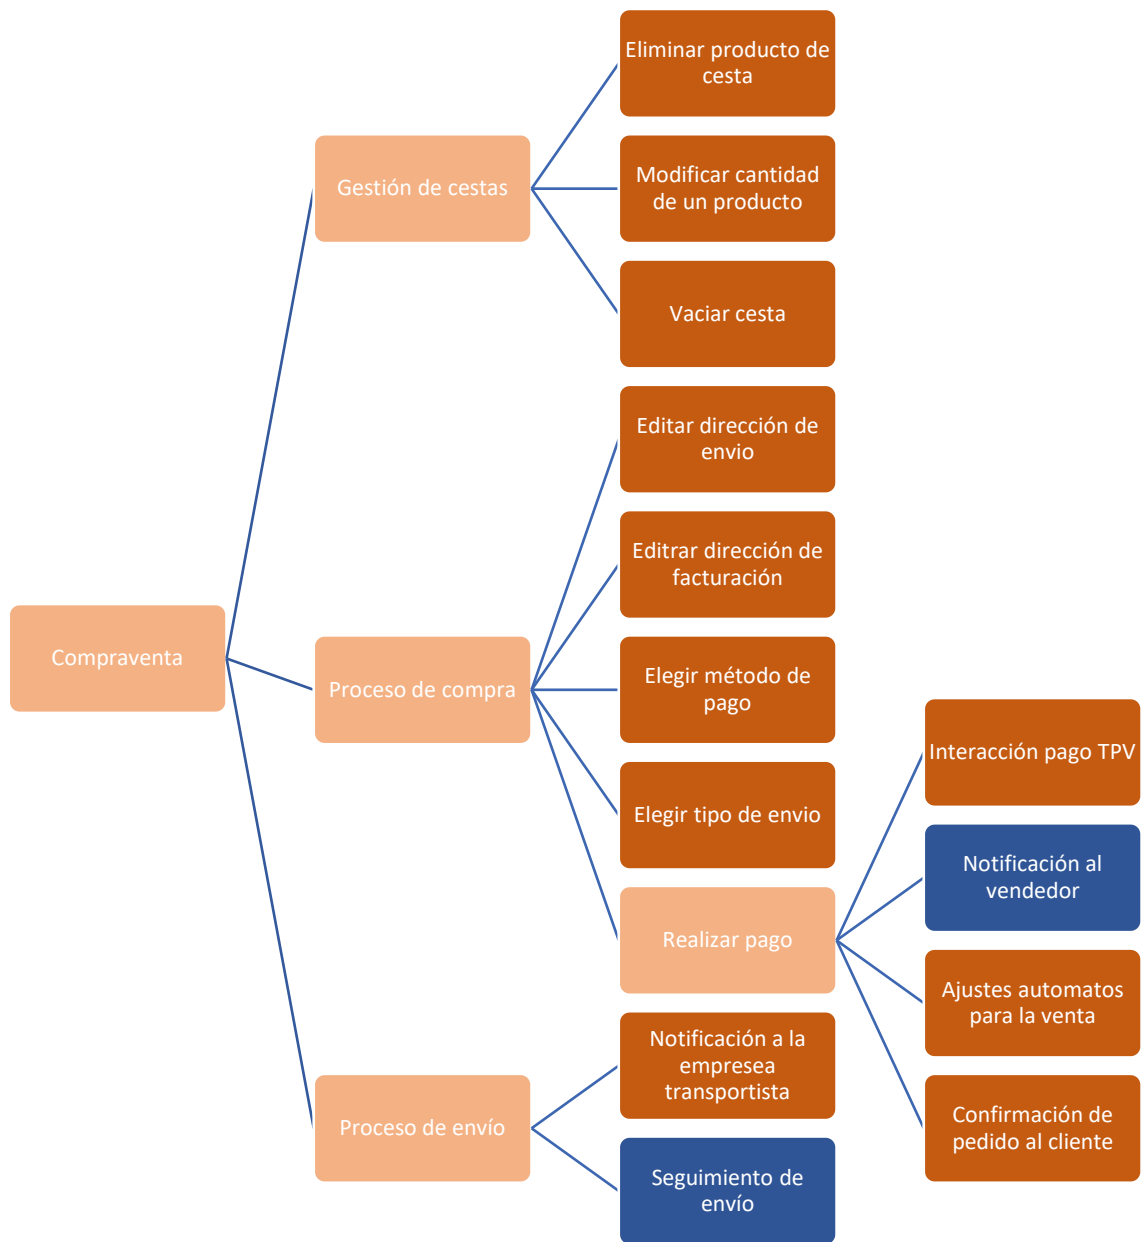 Eliminar producto de
cesta
Gestión de cestas
Modificar cantidad
de un producto
Vaciar cesta
Editar dirección de
envio
Editrar dirección de
facturación
Compraventa
Proceso de compra
Elegir método de
pago
Interacción pago TPV
Elegir tipo de envio
Notificación al
vendedor
Realizar pago
Ajustes automatos
para la venta
Notificación a la
empresea
transportista
Proceso de envío
Confirmación de
pedido al cliente
Seguimiento de
envío